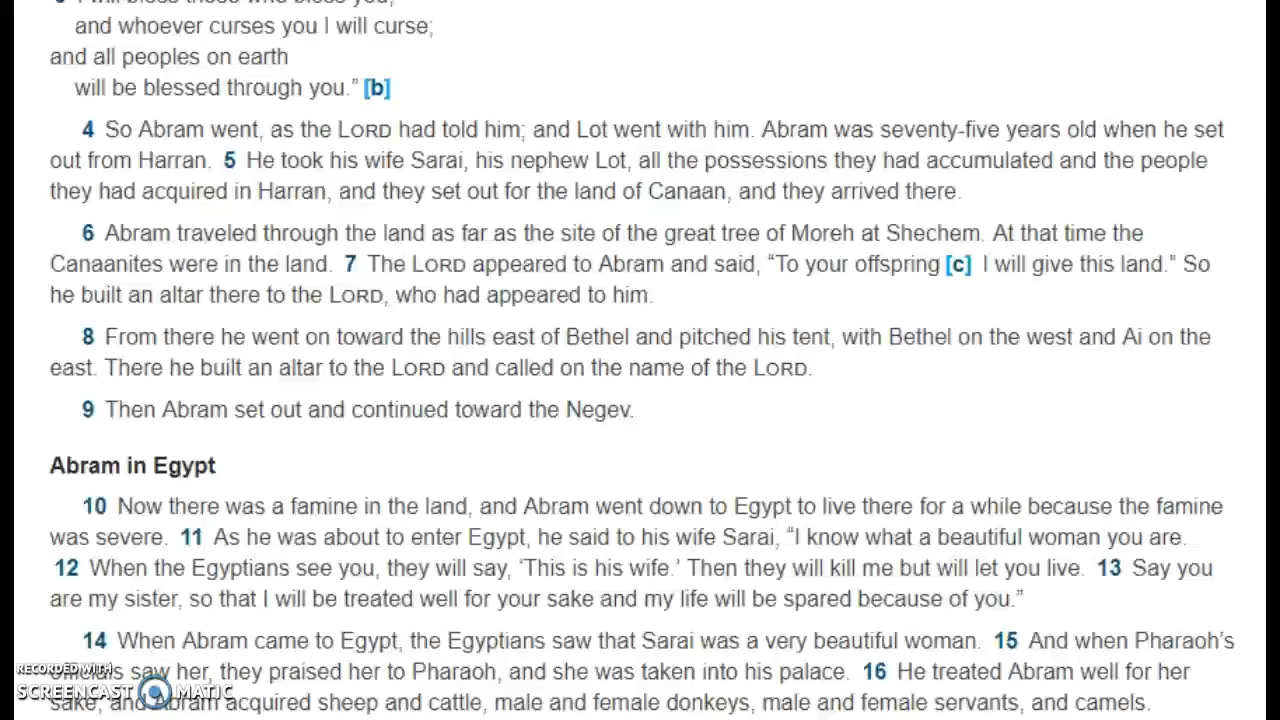 and whoever curses you I will curse;
and all peoples on earth
will be blessed through you.” [b]
4 So Abram went, as the LORD had told him; and Lot went with him. Abram was seventy-five years old when he set
out from Harran. 5 He took his wife Sarai, his nephew Lot, all the possessions they had accumulated and the people
they had acquired in Harran, and they set out for the land of Canaan, and they arrived there.
6 Abram traveled through the land as far as the site of the great tree of Moreh at Shechem. At that time the
Canaanites were in the land. 7 The LORD appeared to Abram and said, “To your offspring [c] I will give this land.” So
he built an altar there to the LORD, who had appeared to him.
8 From there he went on toward the hills east of Bethel and pitched his tent, with Bethel on the west and Ai on the
east. There he built an altar to the LORD and called on the name of the LORD.
9 Then Abram set out and continued toward the Negev.
Abram in Egypt
10 Now there was a famine in the land, and Abram went down to Egypt to live there for a while because the famine
was severe. 11 As he was about to enter Egypt, he said to his wife Sarai, “I know what a beautiful woman you are.
12 When the Egyptians see you, they will say, ‘This is his wife.’ Then they will kill me but will let you live. 13 Say you
are my sister, so that I will be treated well for your sake and my life will be spared because of you.”
14 When Abram came to Egypt, the Egyptians saw that Sarai was a very beautiful woman. 15 And when Pharaoh’s
saw her, they praised her to Pharaoh, and she was taken into his palace. 16 He treated Abram well for her
sake, and Abram acquired sheep and cattle, male and female donkeys, male and female servants, and camels.
RECORDED WITH
SCREENCAST MATIC